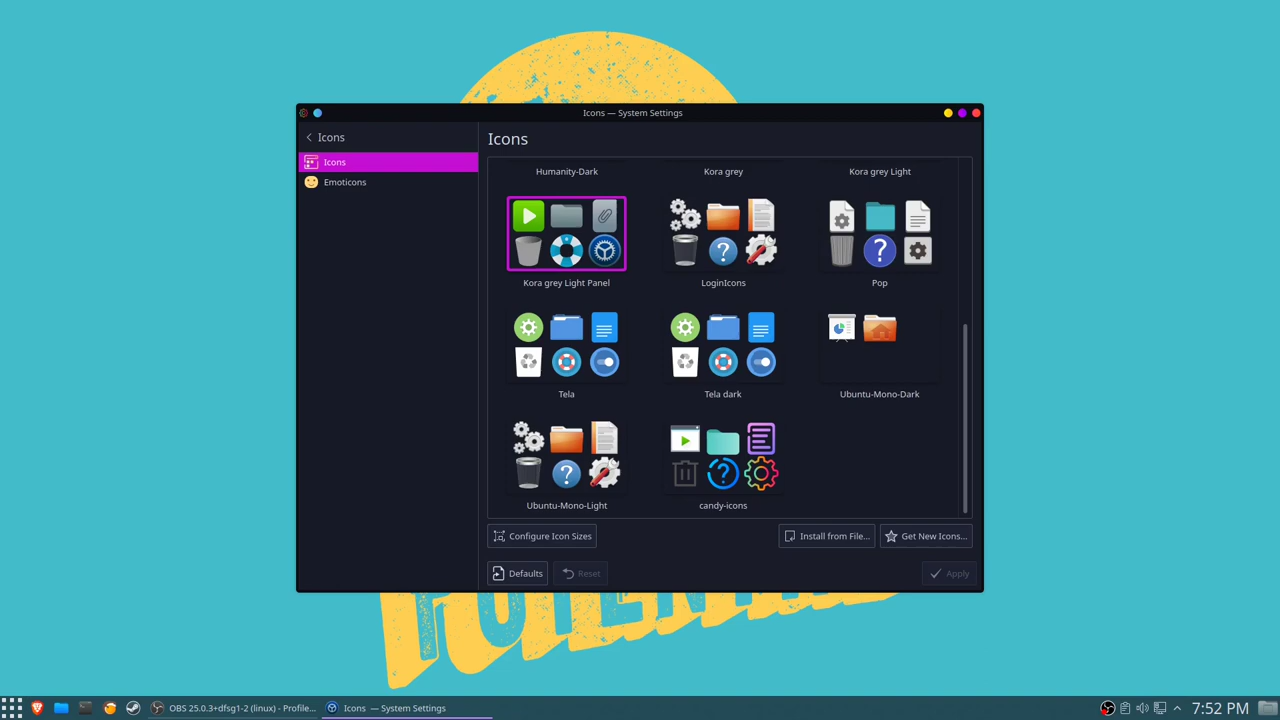 Icons — System Settings
Icons
Icons
Emoticons
Icons
Humanity-Dark
Kora grey
Kora grey Light
Kora grey Light Panel
LoginIcons
Pop
Tela
Tela dark
Ubuntu-Mono-Dark
Ubuntu-Mono-Light
candy-icons
Configure Icon Sizes
Install from File...
Get New Icons...
Defaults
Reset
Apply
OBS 25.0.3+dfsg1-2 (linux) - Profile...
Icons — System Settings
7:52 PM